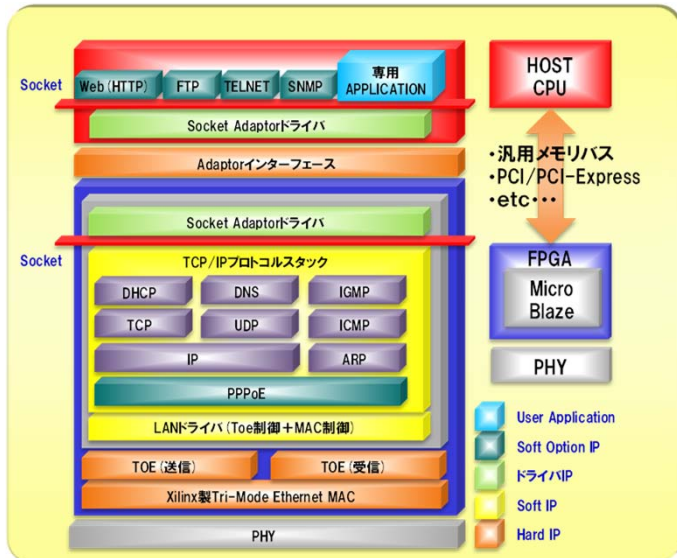 Socket
Web(HTTP)
FTP
TELNET
SNMP
専用
APPLICATION
Socket Adaptorドライバ
Adaptorインターフェース
Socket Adaptorドライバ
Socket
TCP/IPプロトコルスタック
DHCP
DNS
IGMP
TCP
UDP
ICMP
IP
ARP
PPPoE
LANドライバ(Toe制御+MAC制御)
TOE(送信)
TOE(受信)
Xilinx製Tri-Mode Ethernet MAC
PHY
HOST
CPU
・汎用メモリバス
・PCI/PCI-Express
・etc・・・
FPGA
Micro
Blaze
PHY
User Application
Soft Option IP
ドライバIP
Soft IP
Hard IP